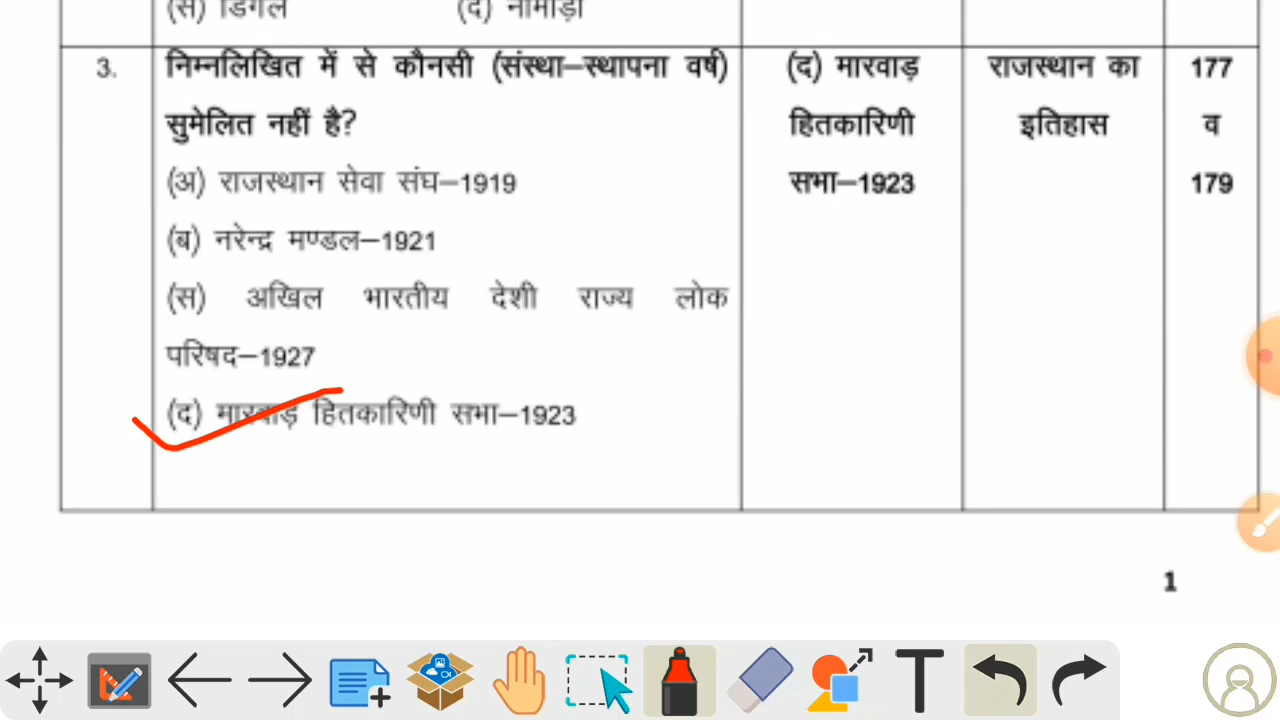 (स) डिंगल (द) नीमाड़ी
3. निम्नलिखित में से कौनसी (संस्था–स्थापना वर्ष) (द) मारवाड़ राजस्थान का 177
सुमेलित नहीं है? हितकारिणी इतिहास व
(अ) राजस्थान सेवा संघ–1919 सभा–1923 179
(ब) नरेन्द्र मण्डल–1921
(स) अखिल भारतीय देशी राज्य लोक
परिषद–1927
(द) मारवाड़ हितकारिणी सभा–1923
1
T